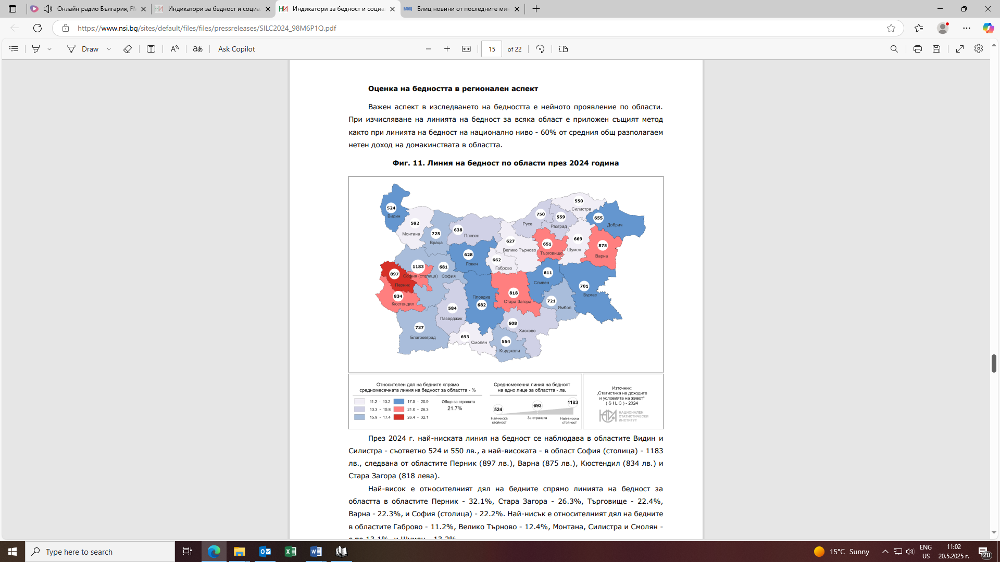 Онлайн радио България, FM
Индикатори за бедност и социа
Индикатори за бедност и социа
Блиц новини от последните мин
https://www.nsi.bg/sites/default/files/files/pressreleases/SILC2024_98M6P1Q.pdf
Draw
Ask Copilot
15 of 22
Оценка на бедността в регионален аспект
Важен аспект в изследването на бедността е нейното проявление по области.
При изчисляване на линията на бедност за всяка област е приложен същият метод
както при линията на бедност на национално ниво - 60% от средния общ разполагаем
нетен доход на домакинствата в областта.
Фиг. 11. Линия на бедност по области през 2024 година
524
Видин
582
Монтана
725
Враца
638
Плевен
627
Велико Търново
750
Русе
559
Разград
550
Силистра
655
Добрич
651
Търговище
669
Шумен
875
Варна
628
Ловеч
662
Габрово
1183
София (столица)
681
София
897
Перник
834
Кюстендил
611
Сливен
701
Бургас
818
Стара Загора
721
Ямбол
Пловдив
682
584
Пазарджик
737
Благоевград
608
Хасково
693
Смолян
554
Кърджали
Относителен дял на бедните спрямо
средномесечната линия на бедност за областта - %
11.2 - 13.2
17.5 - 20.9
13.3 - 15.8
21.0 - 26.3
15.9 - 17.4
26.4 - 32.1
Общо за страната
21.7%
Средномесечна линия на бедност
на едно лице за областта - лв.
524
693
1183
Най-ниска
стойност
За страната
Най-висока
стойност
Източник:
„Статистика на доходите
и условията на живот“
( S I L C ) - 2024
НАЦИОНАЛЕН
СТАТИСТИЧЕСКИ
ИНСТИТУТ
През 2024 г. най-ниската линия на бедност се наблюдава в областите Видин и
Силистра - съответно 524 и 550 лв., а най-високата - в област София (столица) - 1183
лв., следвана от областите Перник (897 лв.), Варна (875 лв.), Кюстендил (834 лв.) и
Стара Загора (818 лева).
Най-висок е относителният дял на бедните спрямо линията на бедност за
областта в областите Перник - 32.1%, Стара Загора - 26.3%, Търговище - 22.4%,
Варна - 22.3%, и София (столица) - 22.2%. Най-нисък е относителният дял на бедните
в областите Габрово - 11.2%, Велико Търново - 12.4%, Монтана, Силистра и Смолян -
с по 13.1%, и Шумен - 13.2%
Type here to search
15°C Sunny
ENG
US
11:02
20.5.2025 г.
20